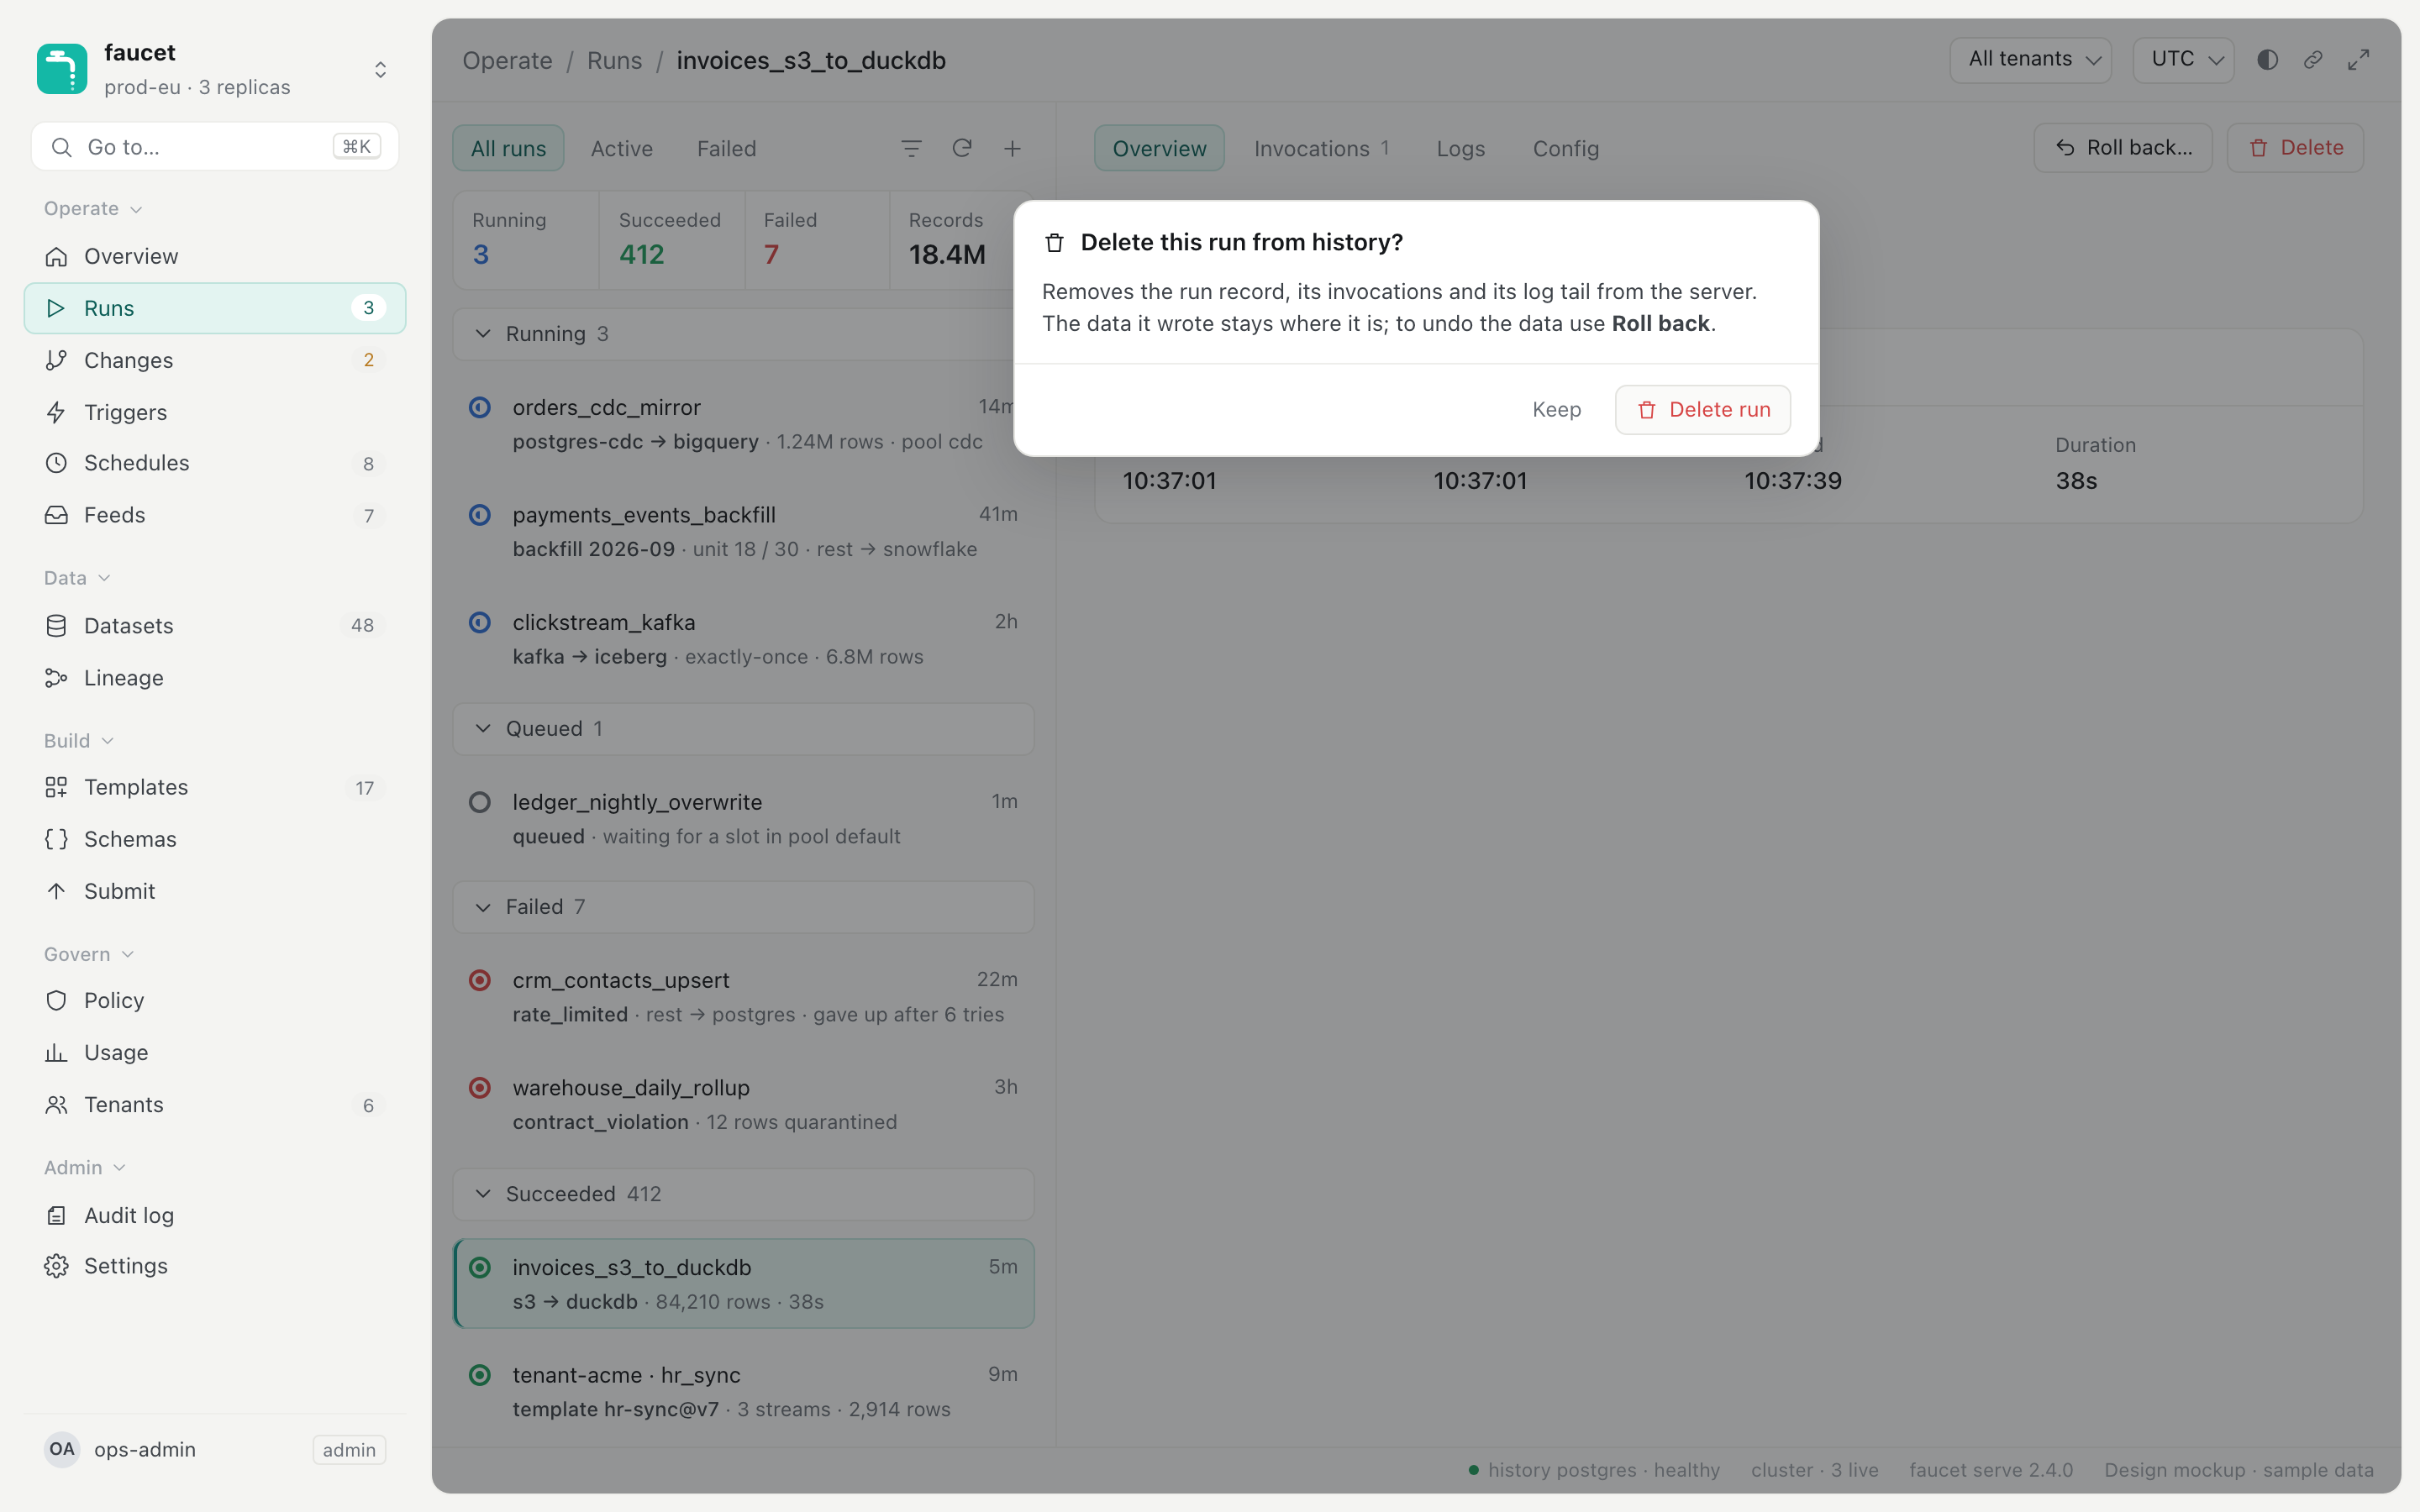 faucet
prod-eu · 3 replicas
Go to...
⌘K
Operate
Overview
Runs 3
Changes 2
Triggers
Schedules 8
Feeds 7
Data
Datasets 48
Lineage
Build
Templates 17
Schemas
Submit
Govern
Policy
Usage
Tenants 6
Admin
Audit log
Settings
OA ops-admin admin
Operate / Runs / invoices_s3_to_duckdb
All tenants
UTC
All runs Active Failed
Running Succeeded Failed Records
3 412 7 18.4M
Running 3
orders_cdc_mirror 14m
postgres-cdc → bigquery · 1.24M rows · pool cdc
payments_events_backfill 41m
backfill 2026-09 · unit 18 / 30 · rest → snowflake
clickstream_kafka 2h
kafka → iceberg · exactly-once · 6.8M rows
Queued 1
ledger_nightly_overwrite 1m
queued · waiting for a slot in pool default
Failed 7
crm_contacts_upsert 22m
rate_limited · rest → postgres · gave up after 6 tries
warehouse_daily_rollup 3h
contract_violation · 12 rows quarantined
Succeeded 412
invoices_s3_to_duckdb 5m
s3 → duckdb · 84,210 rows · 38s
tenant-acme · hr_sync 9m
template hr-sync@v7 · 3 streams · 2,914 rows
Overview Invocations 1 Logs Config
Roll back... Delete
Delete this run from history?
Removes the run record, its invocations and its log tail from the server.
The data it wrote stays where it is; to undo the data use Roll back.
Keep Delete run
Duration
10:37:01 10:37:01 10:37:39 38s
history postgres · healthy cluster · 3 live faucet serve 2.4.0 Design mockup · sample data